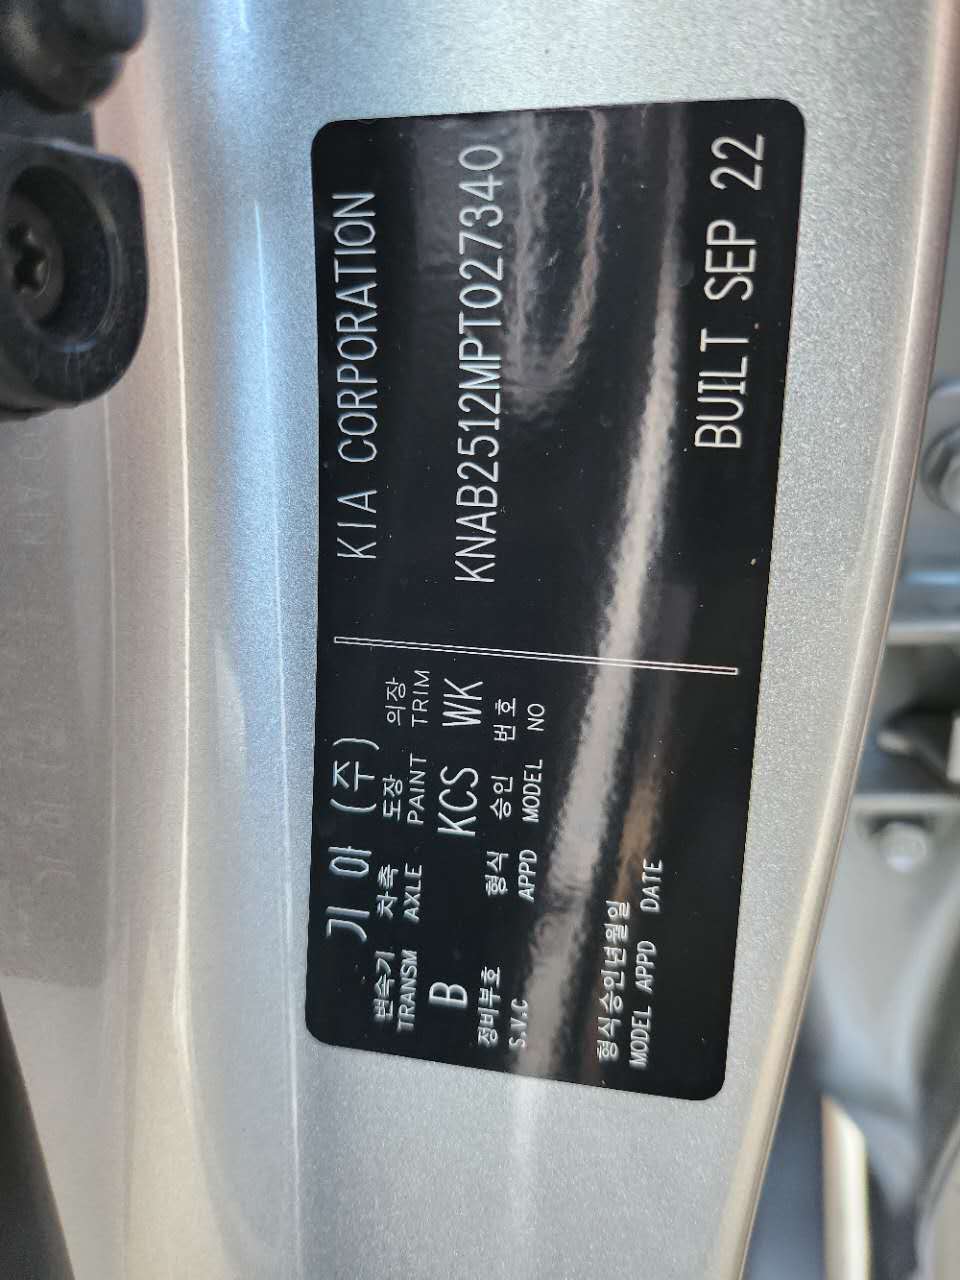 기아 (주) KIA CORPORATION
변속기 차축 도장 의장
TRANSM AXLE PAINT TRIM
B KCS WK KNAB2512MPT027340
정비부호 형식 승인 번호
S.V.C APPD MODEL NO
형식승인년월일
MODEL APPD DATE
BUILT SEP 22